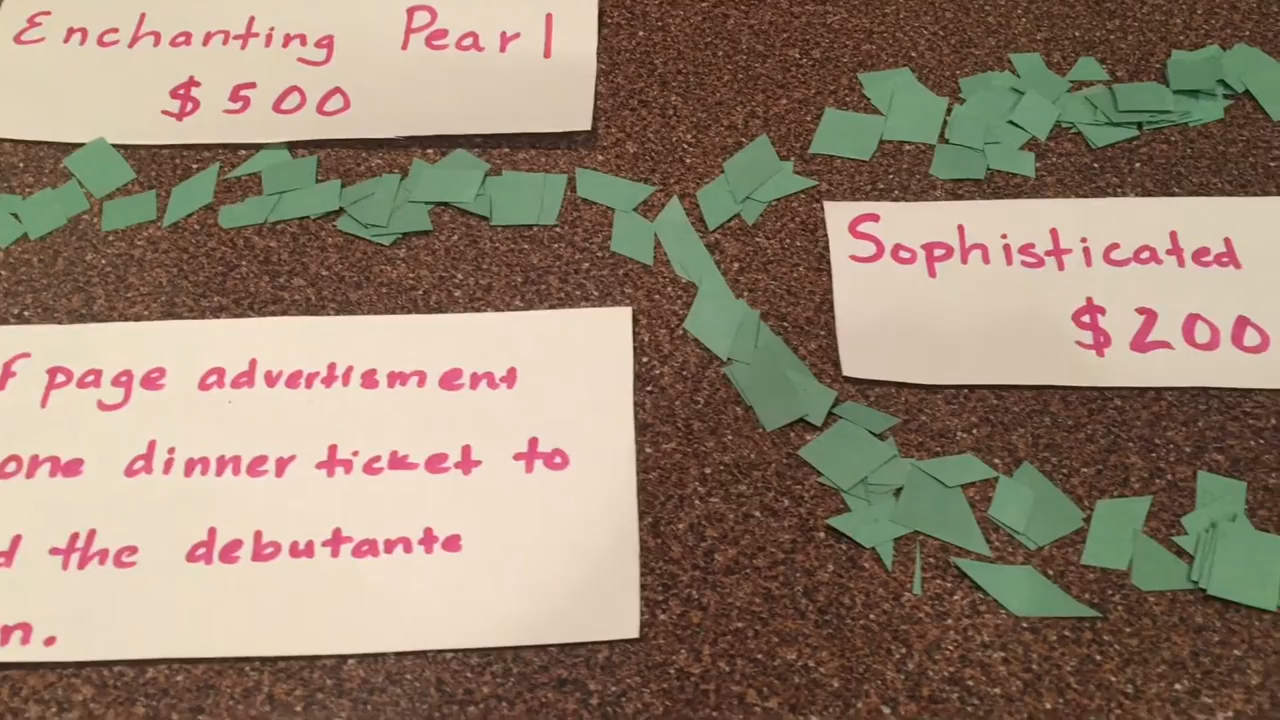 Enchanting Pearl
$500
Sophisticated
$200
page advertisment
one dinner ticket to
the debutante